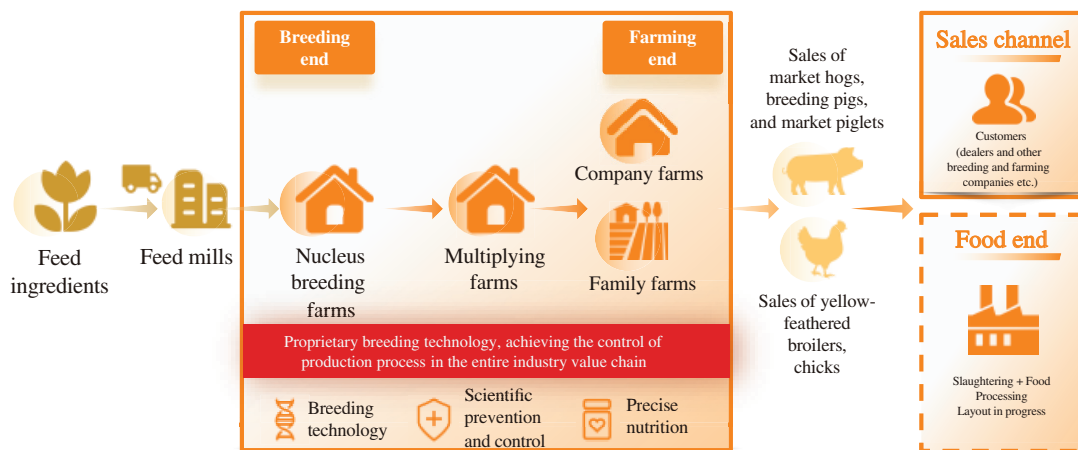 Feed
ingredients
Feed mills
Breeding
end
Farming
end
Nucleus
breeding
farms
Multiplying
farms
Company farms
Family farms
Proprietary breeding technology, achieving the control of
production process in the entire industry value chain
Breeding
technology
Scientific
prevention
and control
Precise
nutrition
Sales of
market hogs,
breeding pigs,
and market piglets
Sales of yellow-
feathered
broilers,
chicks
Sales channel
Customers
(dealers and other
breeding and farming
companies etc.)
Food end
Slaughtering + Food
Processing
Layout in progress